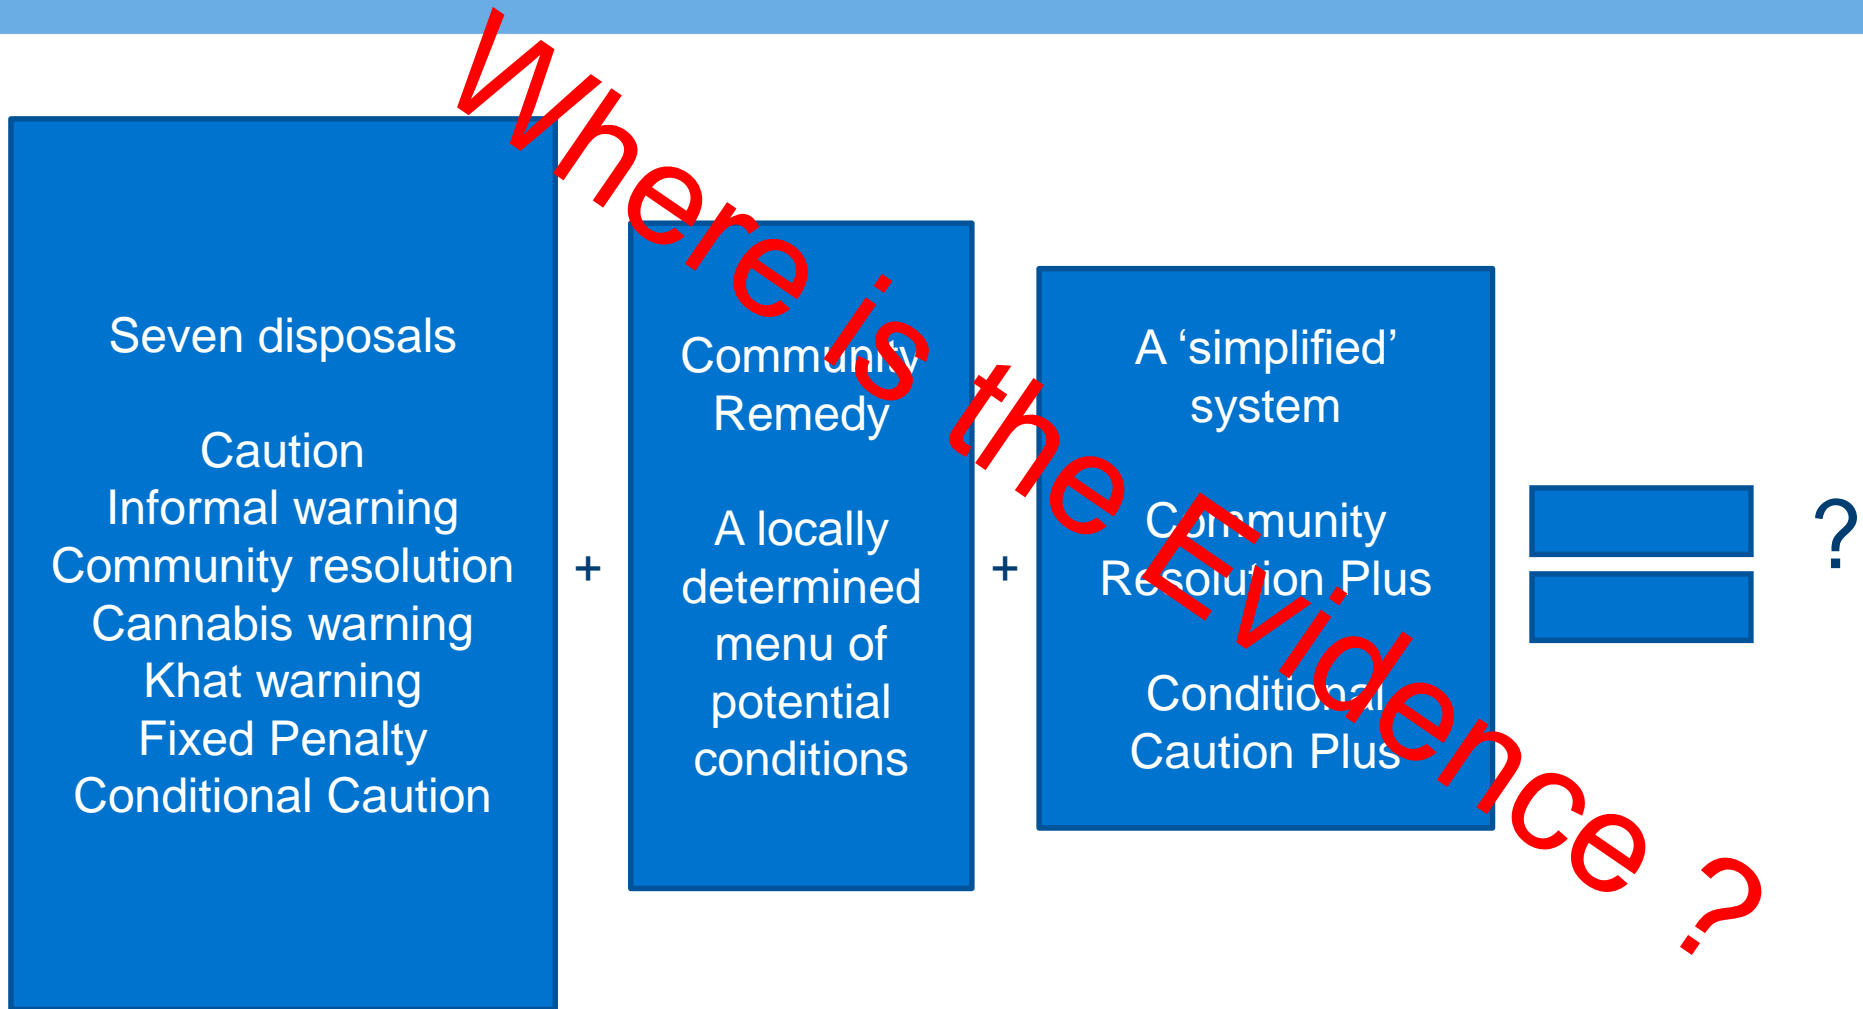 Seven disposals
Caution
Informal warning
Community resolution
Cannabis warning
Khat warning
Fixed Penalty
Conditional Caution
+
Community
Remedy
A locally
determined
menu of
potential
conditions
+
A ‘simplified’
system
Community
Resolution Plus
Conditional
Caution Plus
?
Where is the Evidence ?